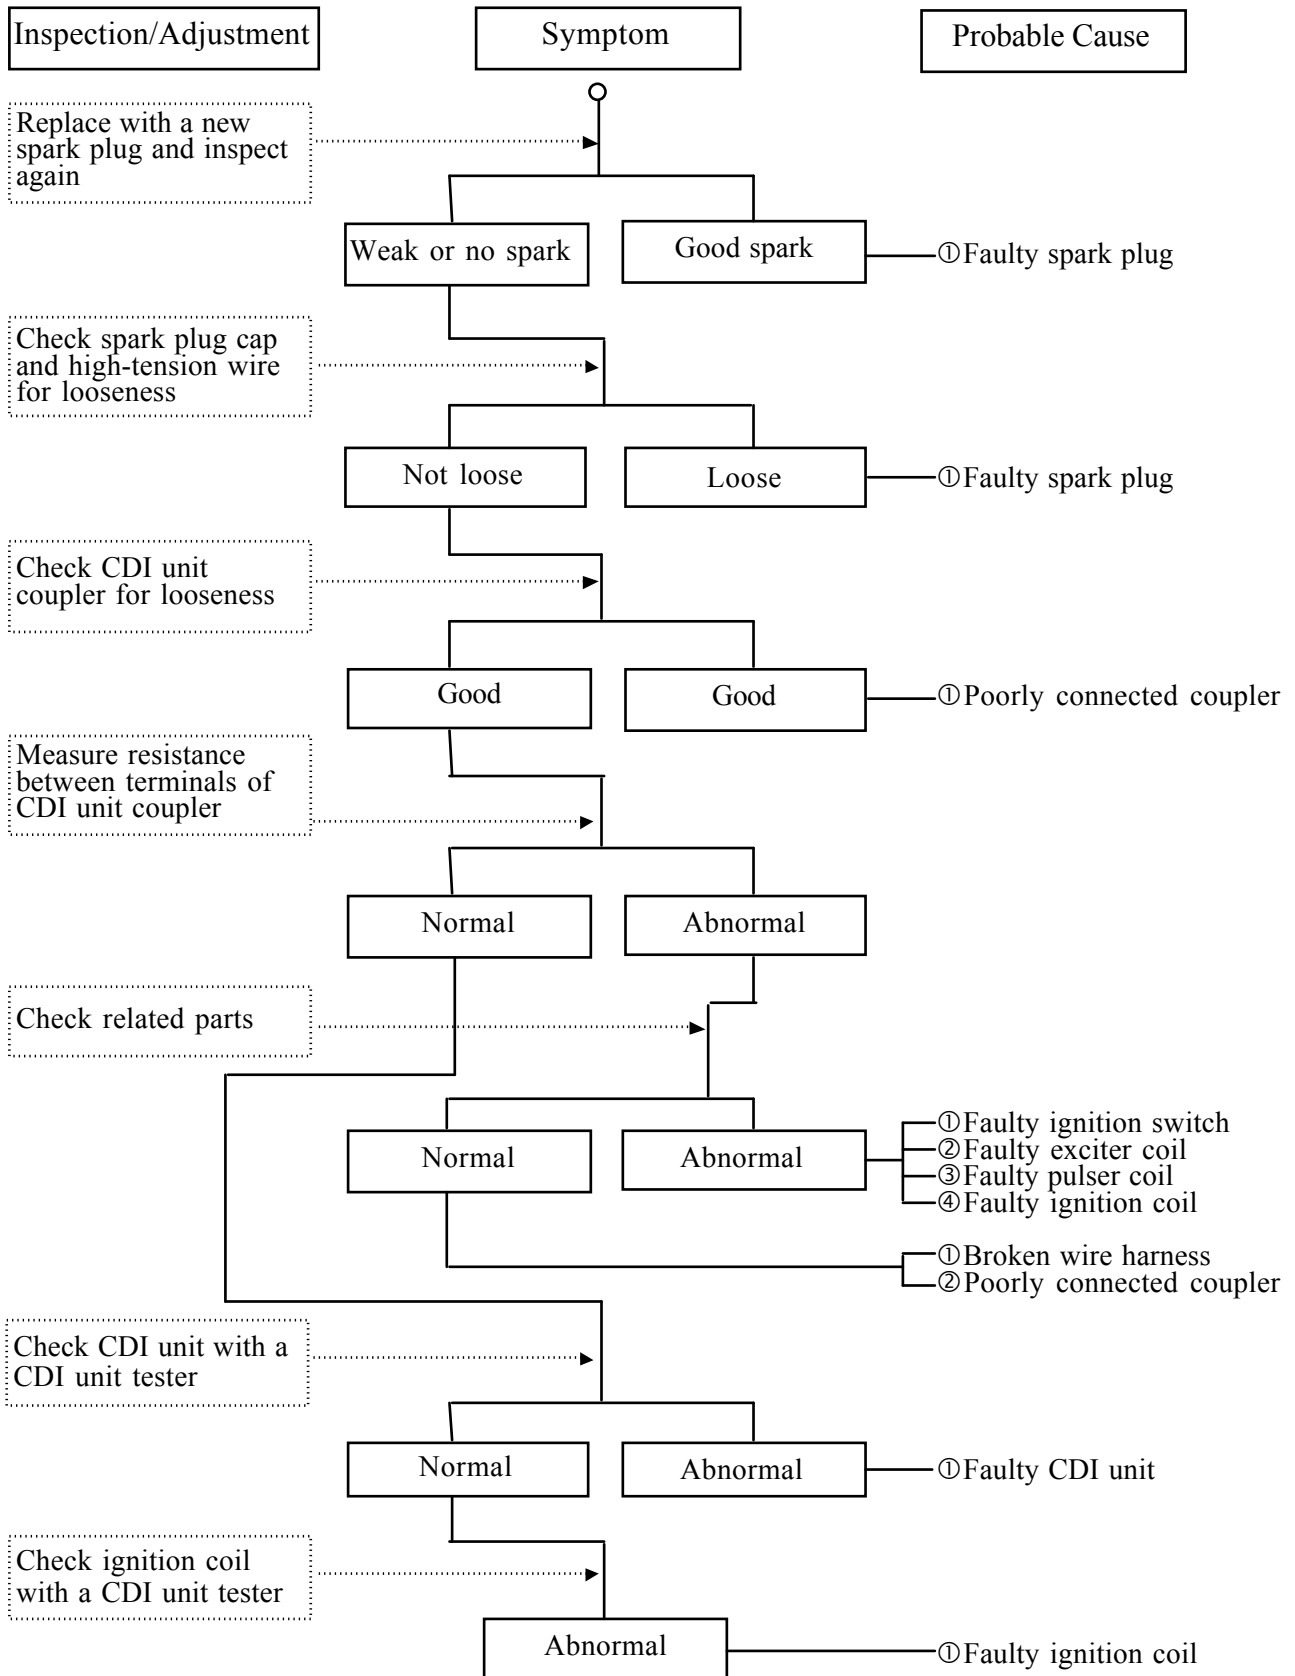 Inspection/Adjustment
Symptom
Probable Cause
Replace with a new
spark plug and inspect
again
Weak or no spark
Good spark
①Faulty spark plug
Check spark plug cap
and high-tension wire
for looseness
Not loose
Loose
①Faulty spark plug
Check CDI unit
coupler for looseness
Good
Good
①Poorly connected coupler
Measure resistance
between terminals of
CDI unit coupler
Normal
Abnormal
Check related parts
Normal
Abnormal
①Faulty ignition switch
②Faulty exciter coil
③Faulty pulser coil
④Faulty ignition coil
①Broken wire harness
②Poorly connected coupler
Check CDI unit with a
CDI unit tester
Normal
Abnormal
①Faulty CDI unit
Check ignition coil
with a CDI unit tester
Abnormal
①Faulty ignition coil